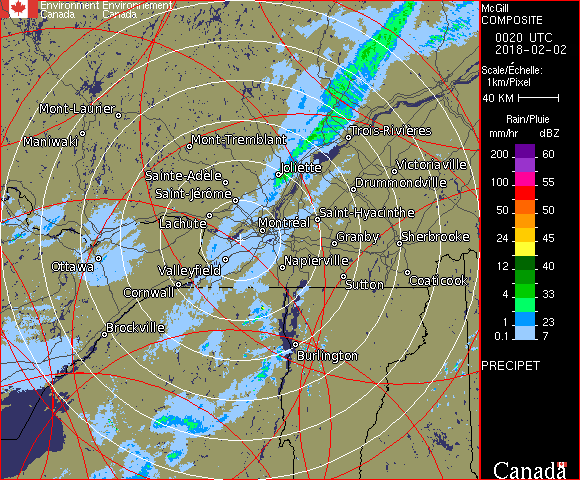 Environment Environnement
Canada Canada
McGill
COMPOSITE
0020 UTC
2018-02-02
Scale/Échelle:
1km/Pixel
40 KM
Rain/Pluie
mm/hr dBZ
200 60
100 55
50 50
24 45
12 40
8 33
4 30
1 23
0.1 7
PRECIPET
Canada
Mont-Laurier
Maniwaki
Mont-Tremblant
Trois-Rivières
Joliette
Victoriaville
Sainte-Adèle
Drummondville
Saint-Jérôme
Lachute
Saint-Hyacinthe
Montréal
Granby
Sherbrooke
Ottawa
Valleyfield
Napierville
Sutton
Coaticook
Cornwall
Brockville
Burlington